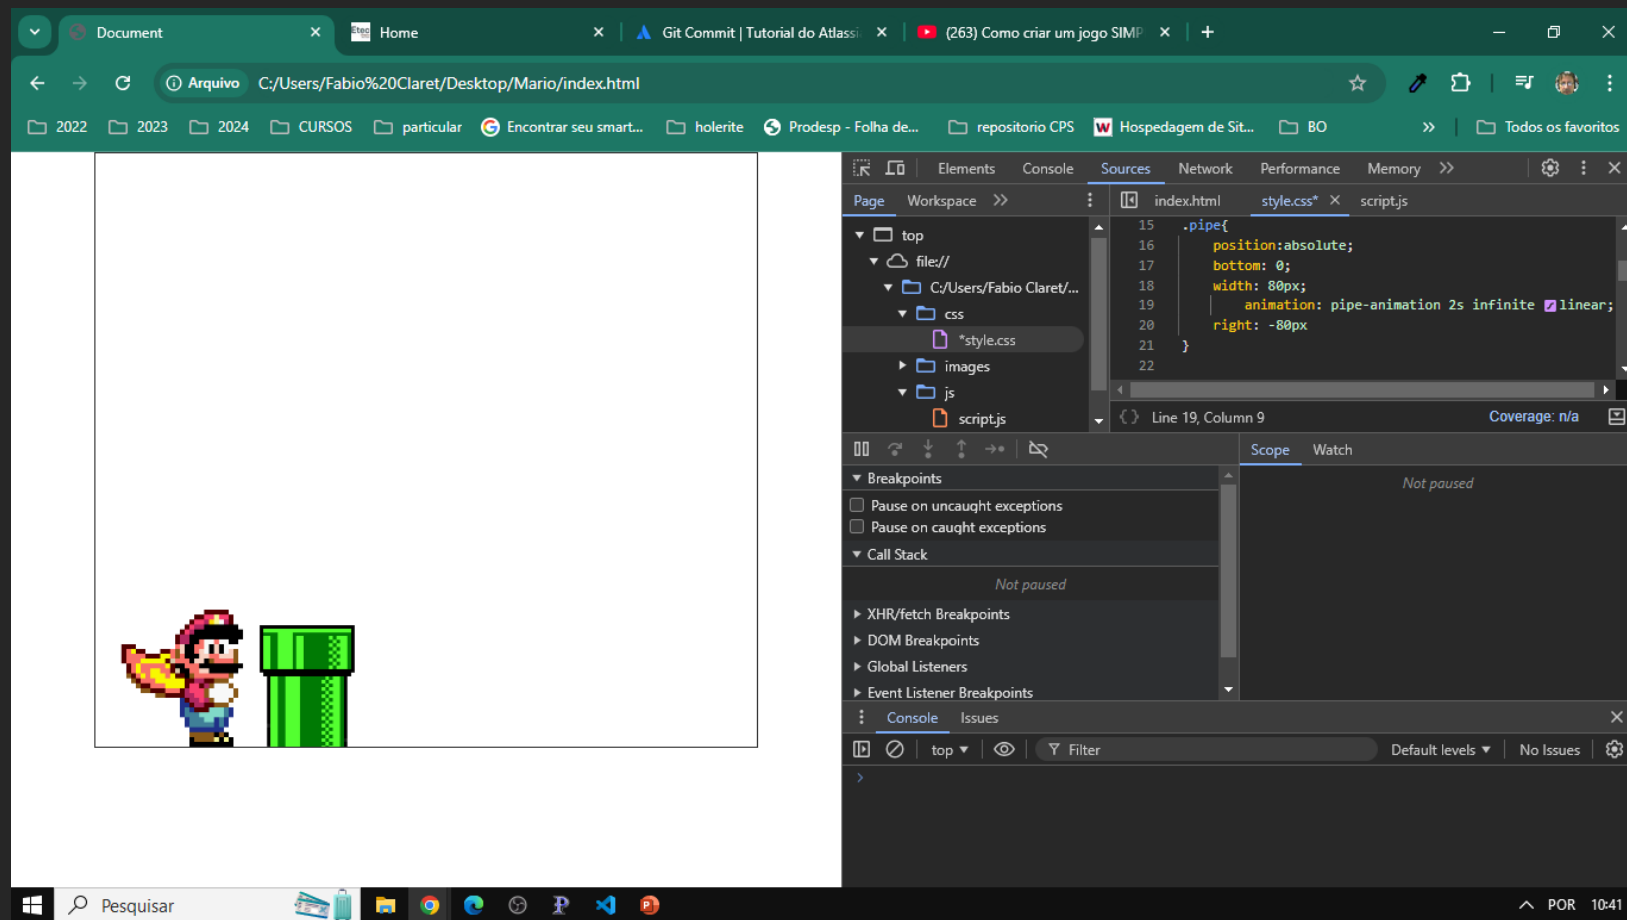 Document
Home
Git Commit | Tutorial do Atlassi
(263) Como criar um jogo SIMP
Arquivo
C:/Users/Fabio%20Claret/Desktop/Mario/index.html
2022 2023 2024 CURSOS particular Encontrar seu smart... holerite Prodesp - Folha de... repositorio CPS Hospedagem de Sit... BO » Todos os favoritos
Elements Console Sources Network Performance Memory
Page Workspace
index.html style.css* script.js
top
file://
C:/Users/Fabio Claret/...
css
*style.css
images
js
script.js
15 .pipe{
16 position:absolute;
17 bottom: 0;
18 width: 80px;
19 animation: pipe-animation 2s infinite linear;
20 right: -80px
21 }
22
{ } Line 19, Column 9 Coverage: n/a
Scope Watch
Breakpoints
Not paused
Pause on uncaught exceptions
Pause on caught exceptions
Call Stack
Not paused
XHR/fetch Breakpoints
DOM Breakpoints
Global Listeners
Event Listener Breakpoints
Console Issues
top Filter Default levels No Issues
Pesquisar
POR 10:41